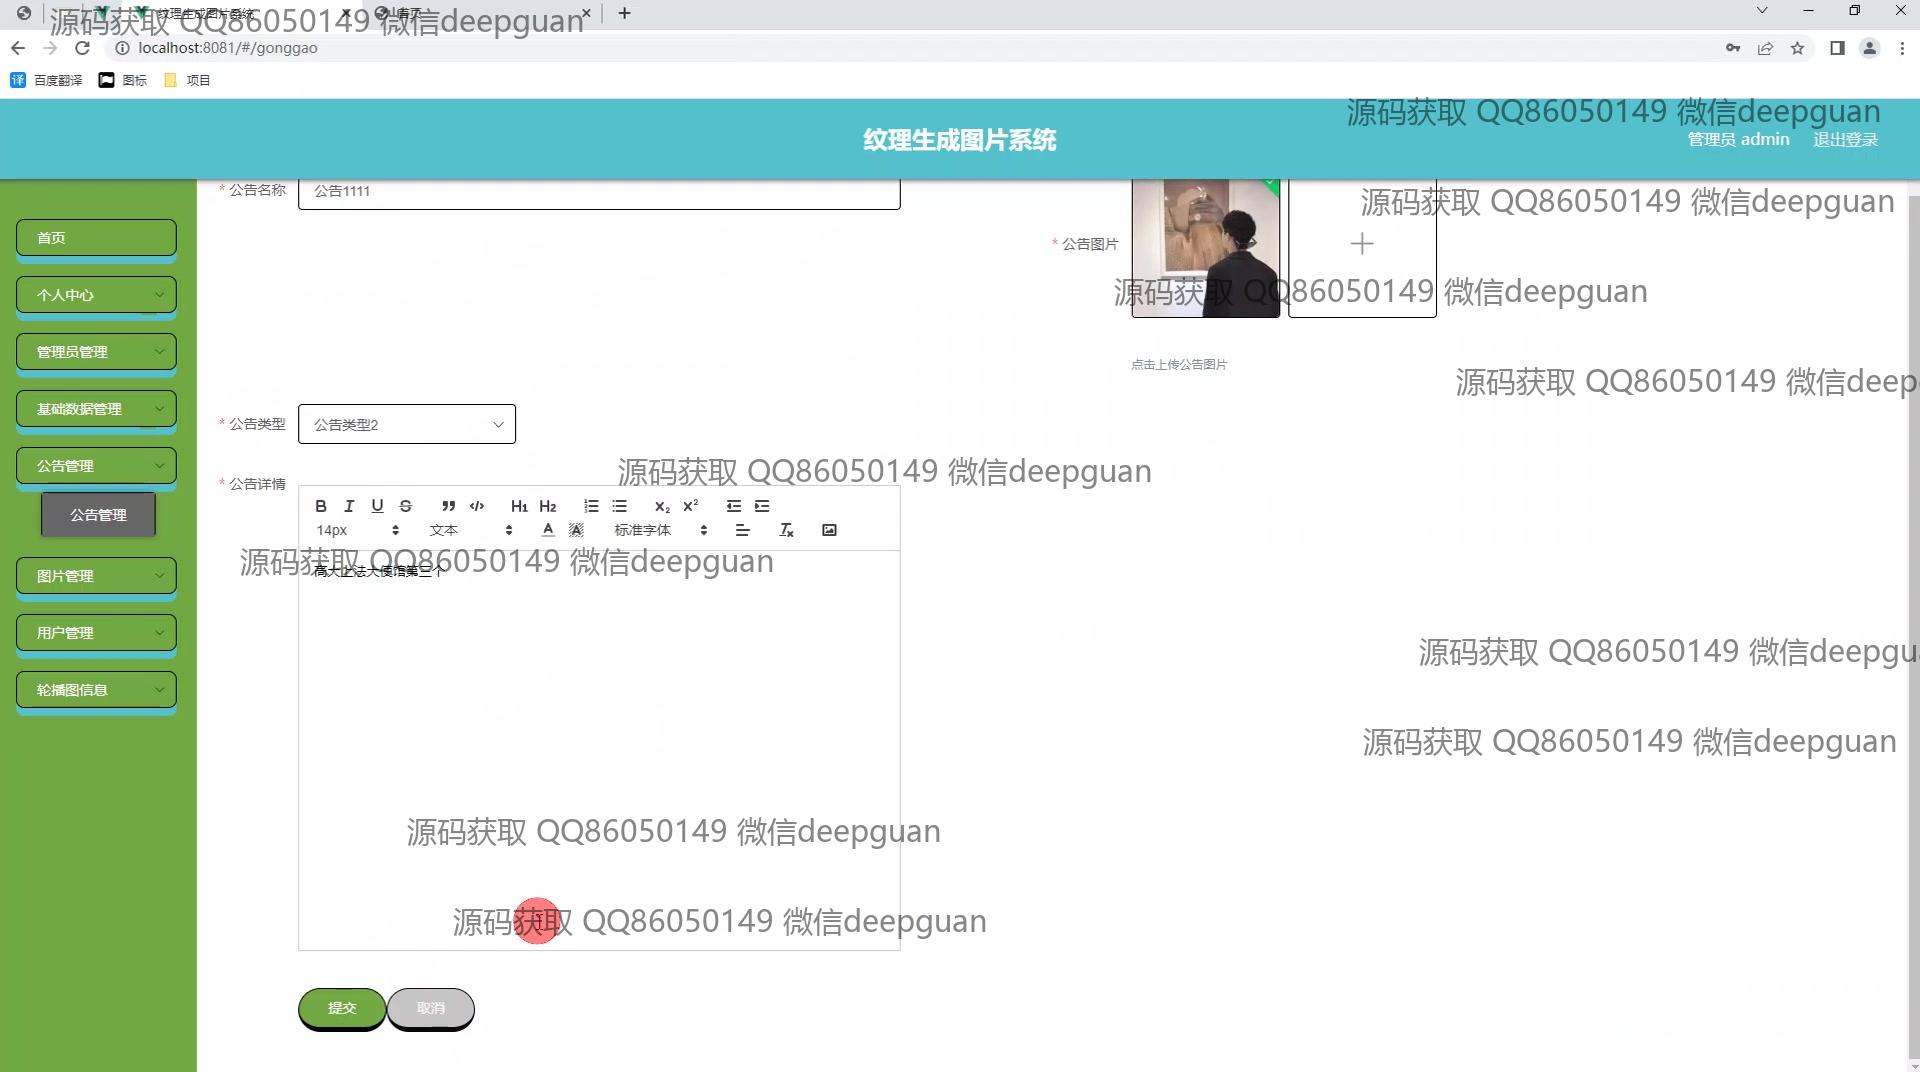 纹理生成图片系统
源码获取 QQ86050149 微信deepguan
localhost:8081/#/gonggao
百度翻译 图标 项目
源码获取 QQ86050149 微信deepguan
纹理生成图片系统
管理员 admin 退出登录
* 公告名称 公告1111
源码获取 QQ86050149 微信deepguan
首页
* 公告图片
源码获取 QQ86050149 微信deepguan
个人中心
管理员管理
点击上传公告图片
源码获取 QQ86050149 微信deep
基础数据管理
* 公告类型 公告类型2
公告管理
源码获取 QQ86050149 微信deepguan
* 公告详情
公告管理
B I U S H1 H2 X2 X2
14px 文本 A 标准字体
源码获取 QQ86050149 微信deepguan
图片管理
用户管理
源码获取 QQ86050149 微信deepgu
轮播图信息
源码获取 QQ86050149 微信deepguan
源码获取 QQ86050149 微信deepguan
源码获取 QQ86050149 微信deepguan
提交 取消